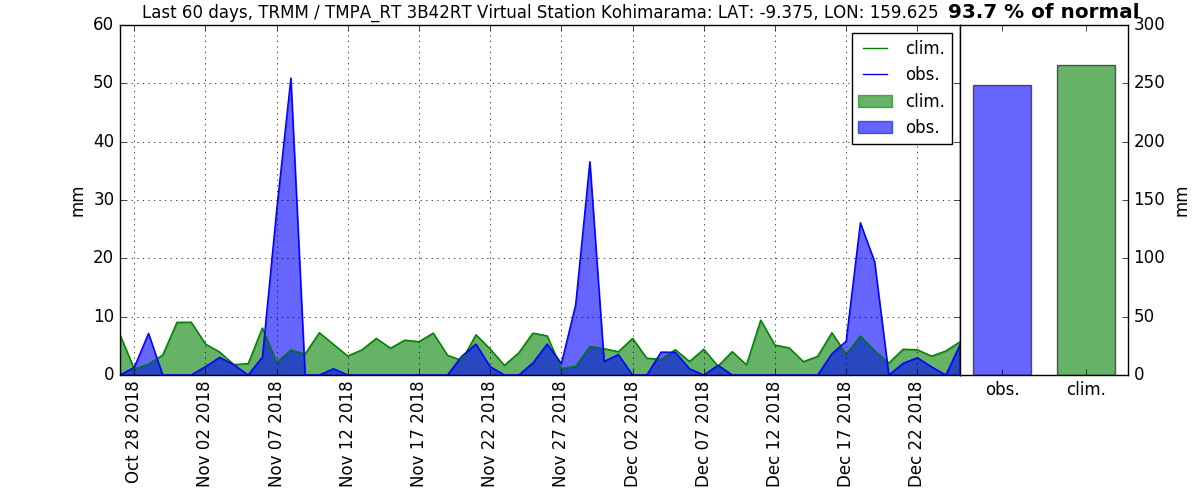 Last 60 days, TRMM / TMPA_RT 3B42RT Virtual Station Kohimarama: LAT: -9.375, LON: 159.625 93.7 % of normal
60
50
40
30
20
10
0
mm
clim.
obs.
clim.
obs.
300
250
200
150
100
50
0
mm
Oct 28 2018
Nov 02 2018
Nov 07 2018
Nov 12 2018
Nov 17 2018
Nov 22 2018
Nov 27 2018
Dec 02 2018
Dec 07 2018
Dec 12 2018
Dec 17 2018
Dec 22 2018
obs.
clim.